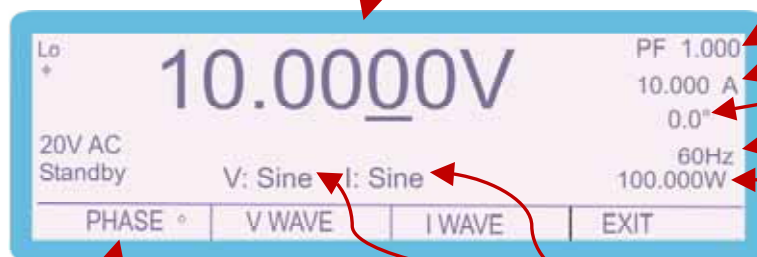 Lo
10.0000V
PF 1.000
10.000 A
0.0°
20V AC
60Hz
Standby
V: Sine I: Sine
100.000W
PHASE ° V WAVE I WAVE EXIT